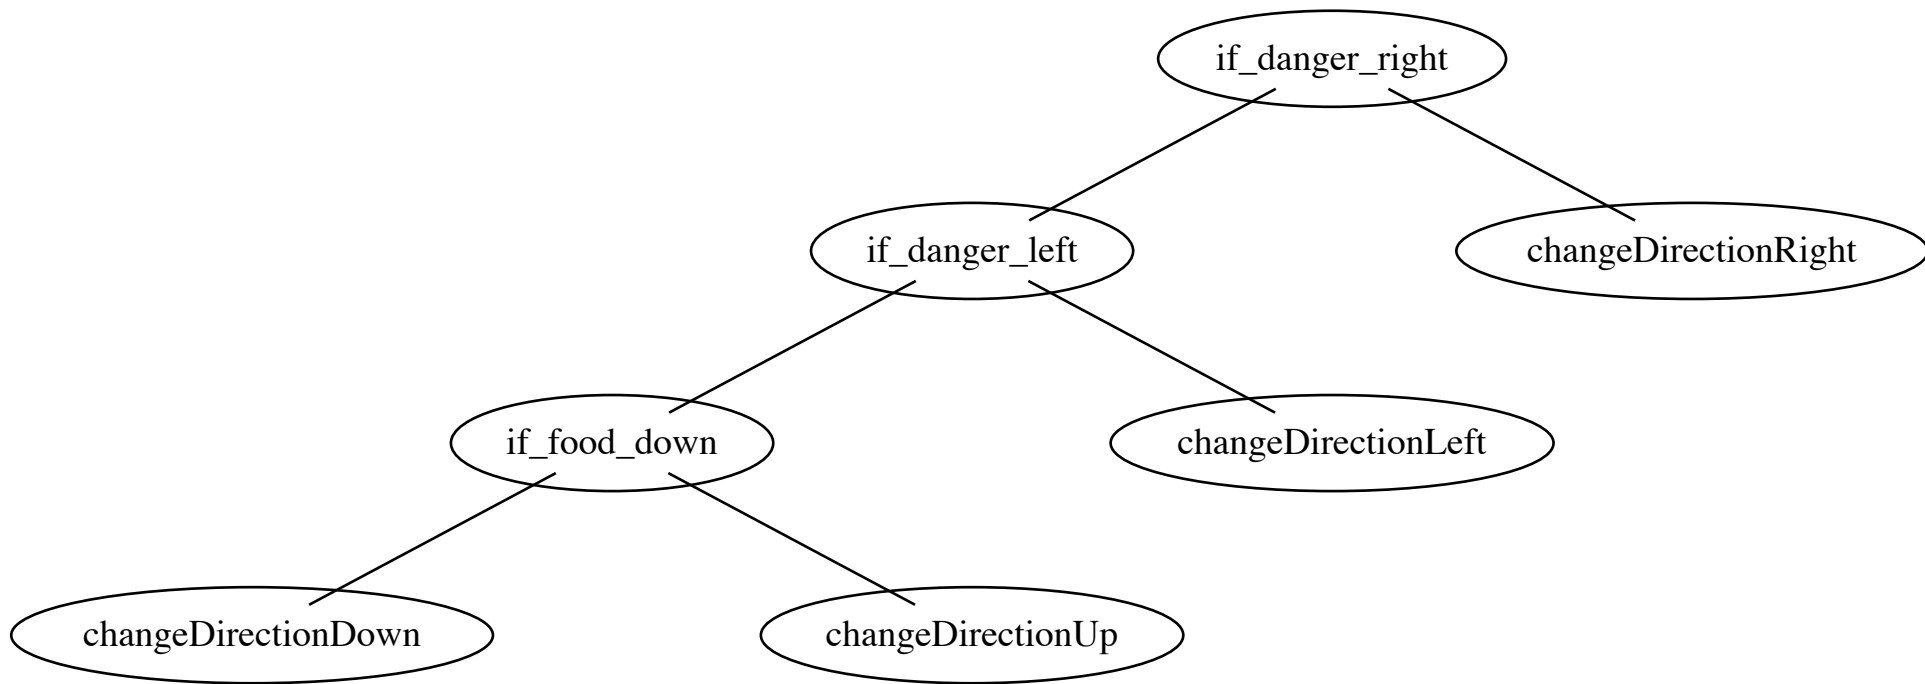 if_danger_right
if_danger_left
changeDirectionRight
if_food_down
changeDirectionLeft
changeDirectionDown
changeDirectionUp